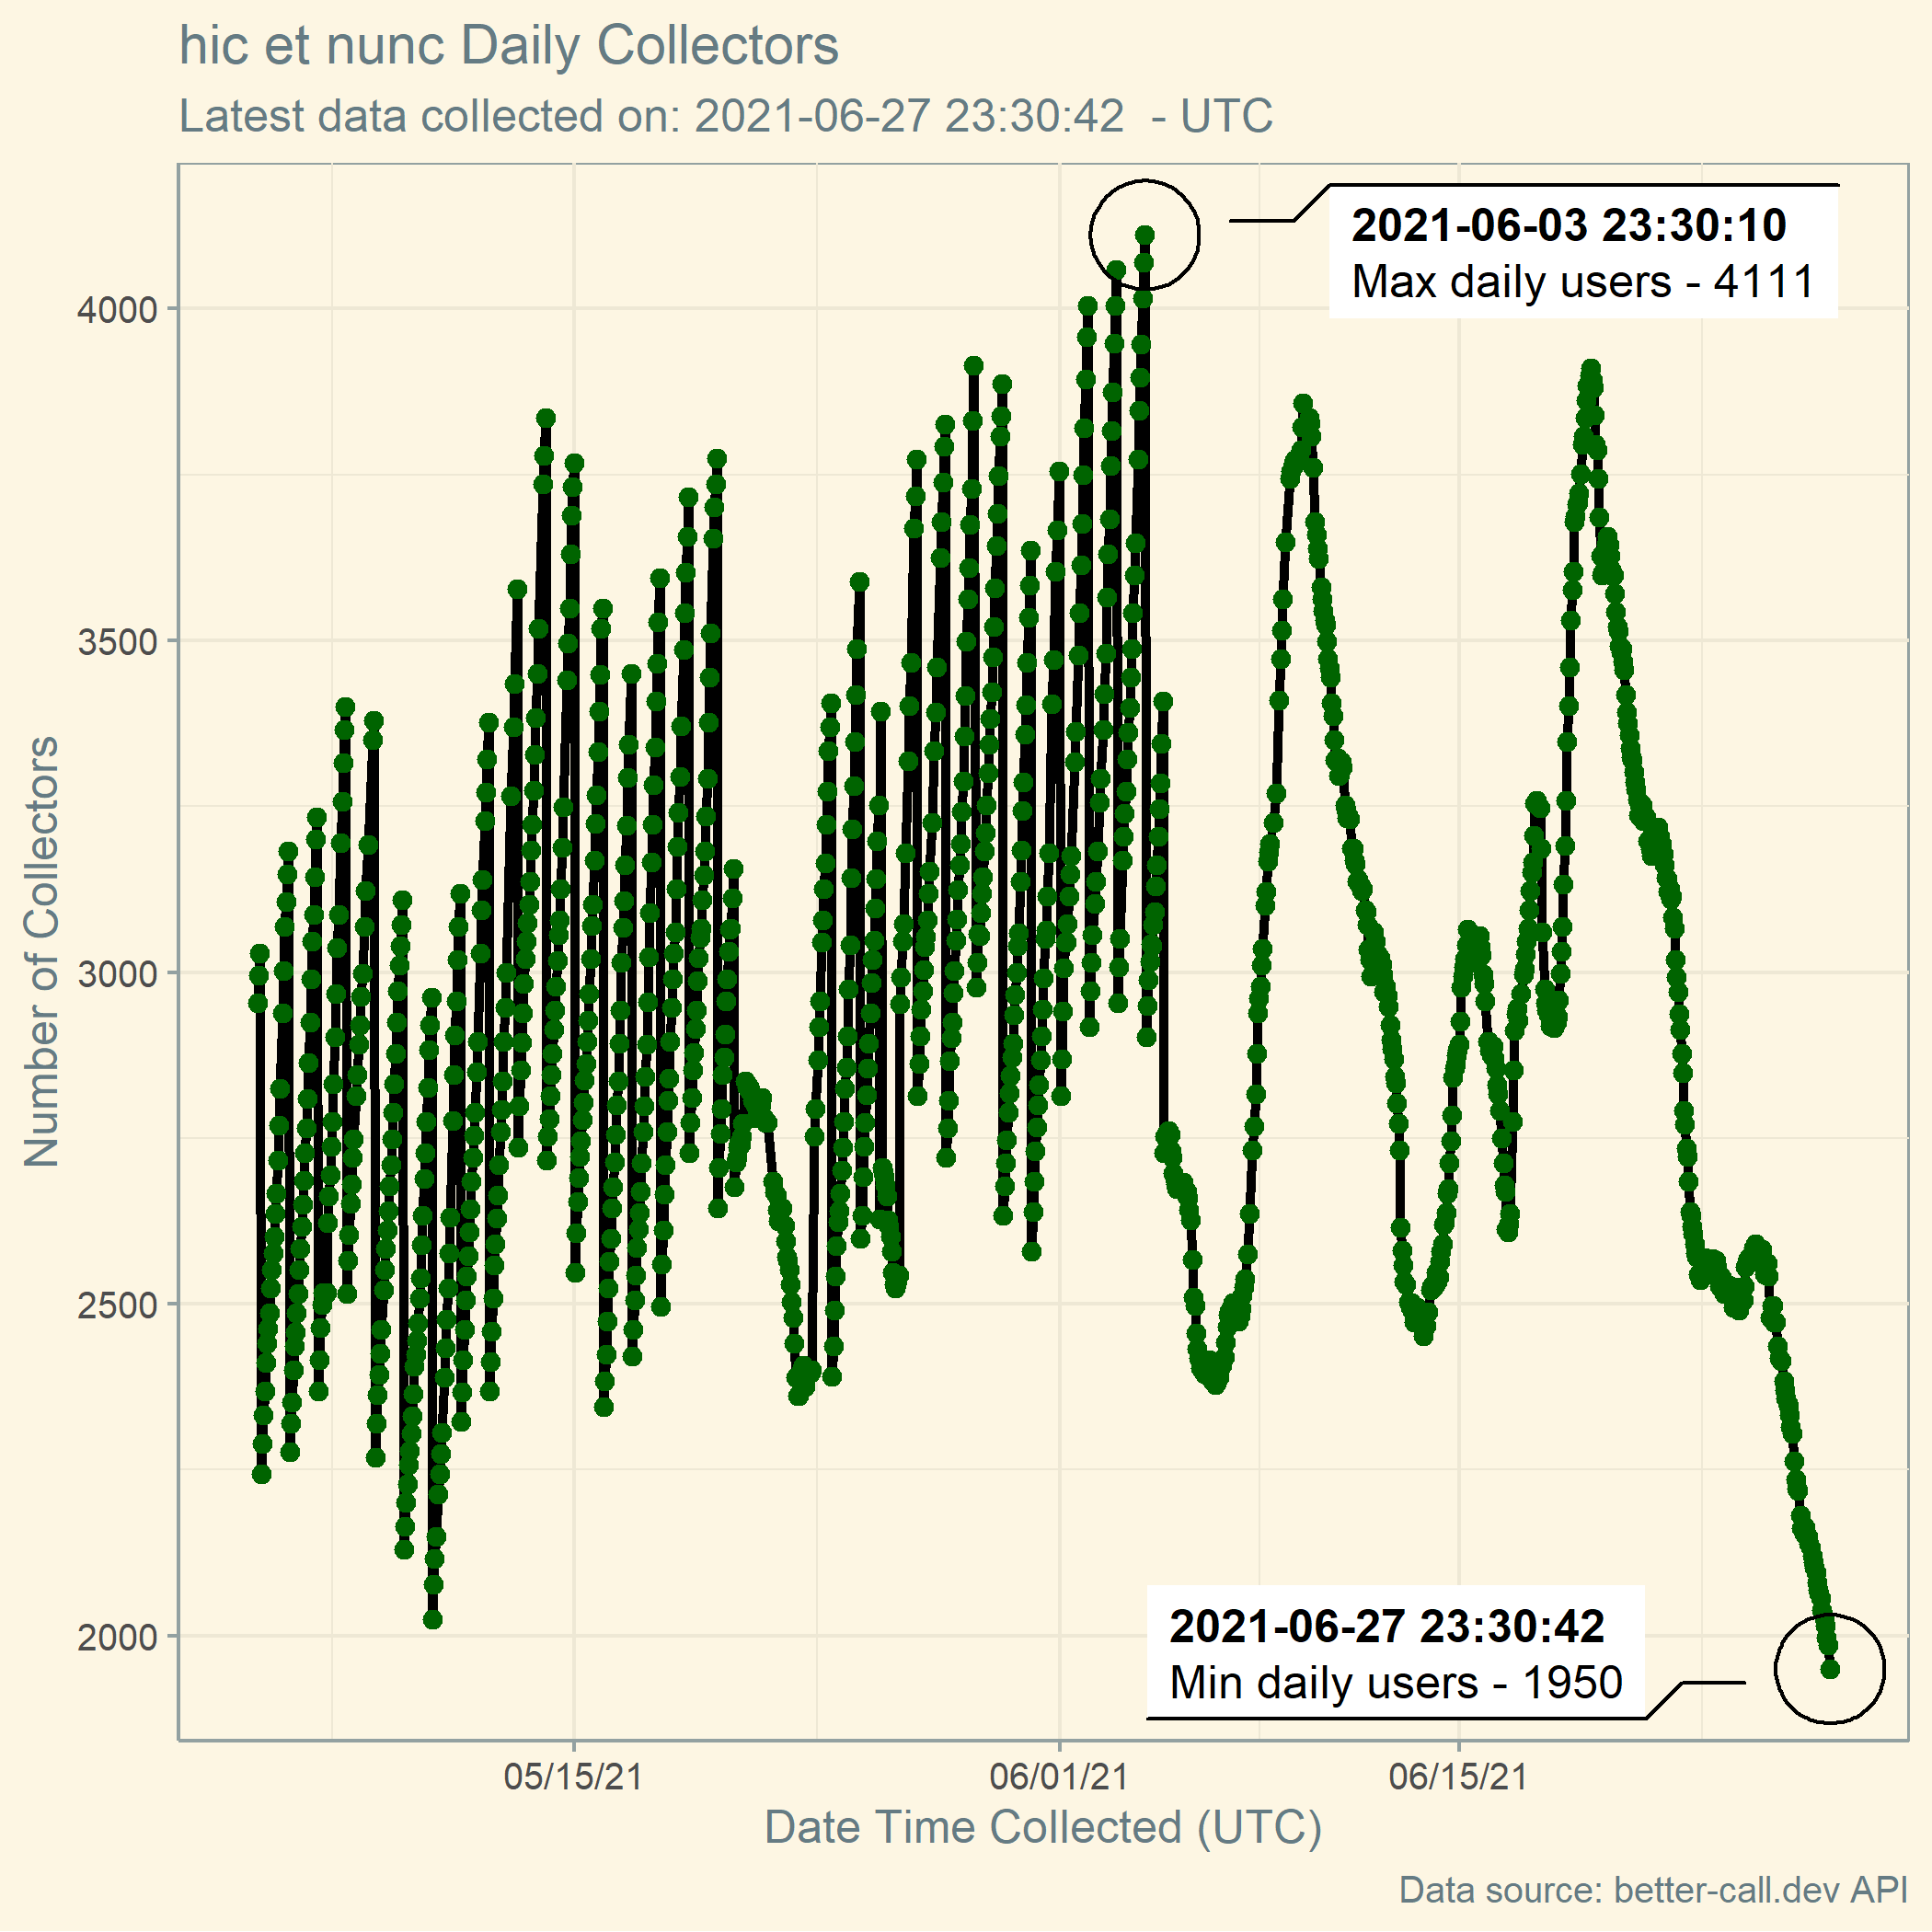 hic et nunc Daily Collectors
Latest data collected on: 2021-06-27 23:30:42  - UTC
2021-06-03 23:30:10
Max daily users - 4111
4000
3500
3000
2500
2000
Number of Collectors
2021-06-27 23:30:42
Min daily users - 1950
05/15/21
06/01/21
06/15/21
Date Time Collected (UTC)
Data source: better-call.dev API